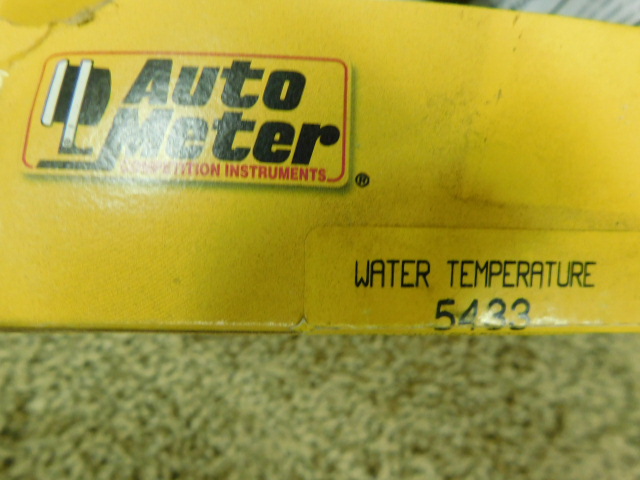 Auto
Meter
COMPETITION INSTRUMENTS
®
WATER TEMPERATURE
5433